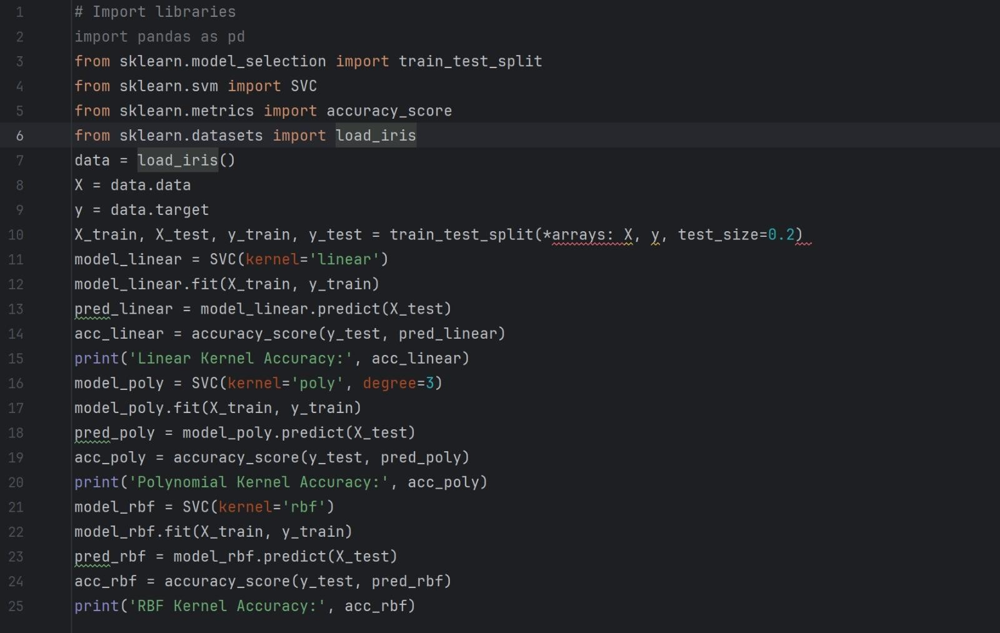 1 # Import libraries
2 import pandas as pd
3 from sklearn.model_selection import train_test_split
4 from sklearn.svm import SVC
5 from sklearn.metrics import accuracy_score
6 from sklearn.datasets import load_iris
7 data = load_iris()
8 X = data.data
9 y = data.target
10 X_train, X_test, y_train, y_test = train_test_split(*arrays: X, y, test_size=0.2)
11 model_linear = SVC(kernel='linear')
12 model_linear.fit(X_train, y_train)
13 pred_linear = model_linear.predict(X_test)
14 acc_linear = accuracy_score(y_test, pred_linear)
15 print('Linear Kernel Accuracy:', acc_linear)
16 model_poly = SVC(kernel='poly', degree=3)
17 model_poly.fit(X_train, y_train)
18 pred_poly = model_poly.predict(X_test)
19 acc_poly = accuracy_score(y_test, pred_poly)
20 print('Polynomial Kernel Accuracy:', acc_poly)
21 model_rbf = SVC(kernel='rbf')
22 model_rbf.fit(X_train, y_train)
23 pred_rbf = model_rbf.predict(X_test)
24 acc_rbf = accuracy_score(y_test, pred_rbf)
25 print('RBF Kernel Accuracy:', acc_rbf)